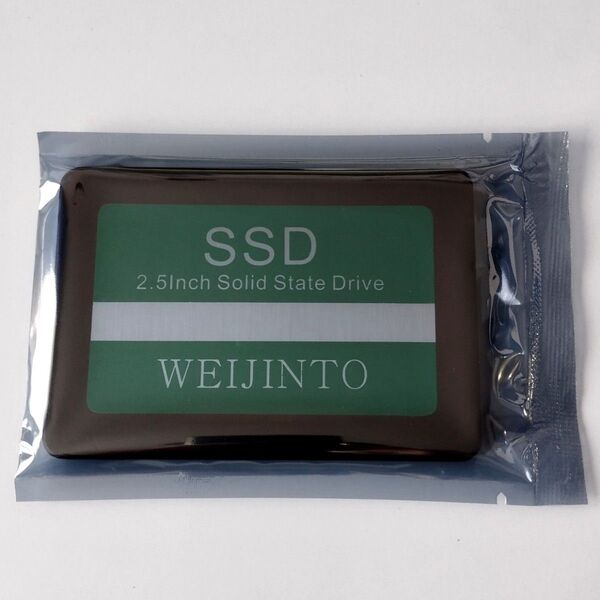 SSD
2.5Inch Solid State Drive
WEIJINTO